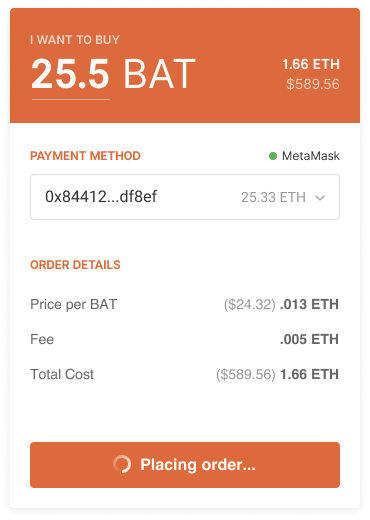 I WANT TO BUY
25.5 BAT
1.66 ETH
$589.56
PAYMENT METHOD
MetaMask
0x84412...df8ef
25.33 ETH
ORDER DETAILS
Price per BAT ($24.32) .013 ETH
Fee .005 ETH
Total Cost ($589.56) 1.66 ETH
Placing order...